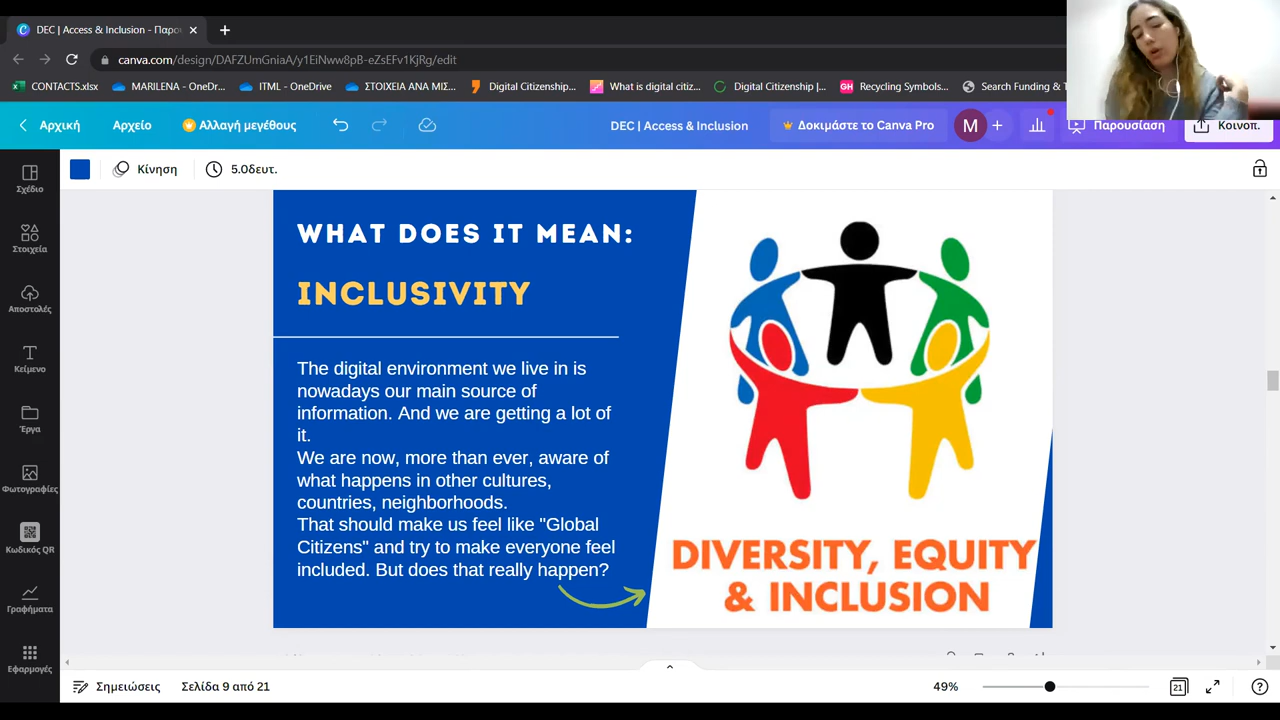 DEC | Access & Inclusion - Παρου
canva.com/design/DAFZUmGniaA/y1EiNww8pB-eZsEFv1KjRg/edit
CONTACTS.xlsx
MARILENA - OneDr...
ITML - OneDrive
ΣΤΟΙΧΕΙΑ ΑΝΑ ΜΙΣ...
Digital Citizenship...
What is digital citiz...
Digital Citizenship |...
GH
Recycling Symbols...
Search Funding & T
Αρχική
Αρχείο
Αλλαγή μεγέθους
DEC | Access & Inclusion
Δοκιμάστε το Canva Pro
M
Παρουσίαση
Κοινοπ.
Κίνηση
5.0δευτ.
Σχέδιο
Στοιχεία
Αποστολές
Κείμενο
Έργα
Φωτογραφίες
Κωδικός QR
Γραφήματα
Εφαρμογές
WHAT DOES IT MEAN:
INCLUSIVITY
The digital environment we live in is
nowadays our main source of
information. And we are getting a lot of
it.
We are now, more than ever, aware of
what happens in other cultures,
countries, neighborhoods.
That should make us feel like "Global
Citizens" and try to make everyone feel
included. But does that really happen?
DIVERSITY, EQUITY
& INCLUSION
Σημειώσεις
Σελίδα 9 από 21
49%
21